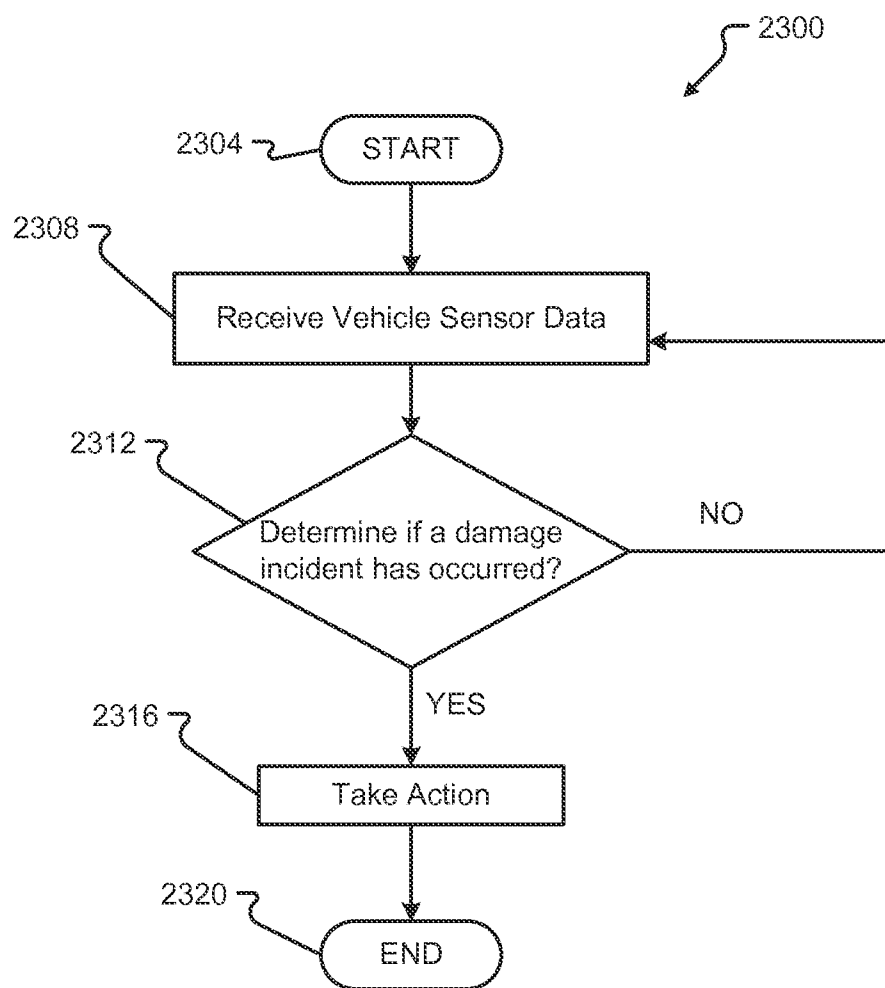 2300
2304
START
2308
Receive Vehicle Sensor Data
2312
Determine if a damage
incident has occurred?
NO
YES
2316
Take Action
2320
END